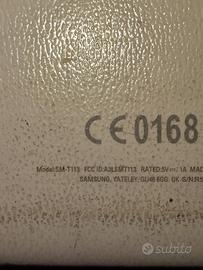 CE0168
Model:SM-T113 FCC ID:A3LSMT113 RATED:5V⎓1A MAD
SAMSUNG, YATELEY, GU46 6GG, UK-S/N:R5
subito